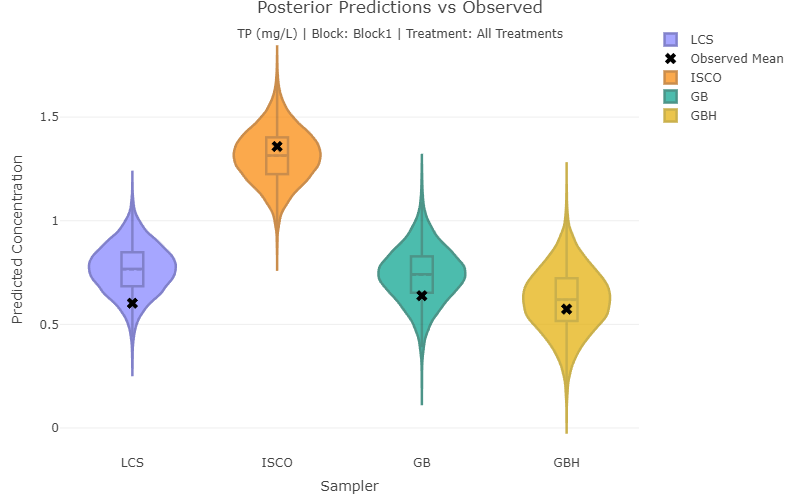 Posterior Predictions vs Observed
TP (mg/L) | Block: Block1 | Treatment: All Treatments
LCS
Observed Mean
ISCO
GB
GBH
1.5
1
0.5
0
Predicted Concentration
LCS
ISCO
GB
GBH
Sampler